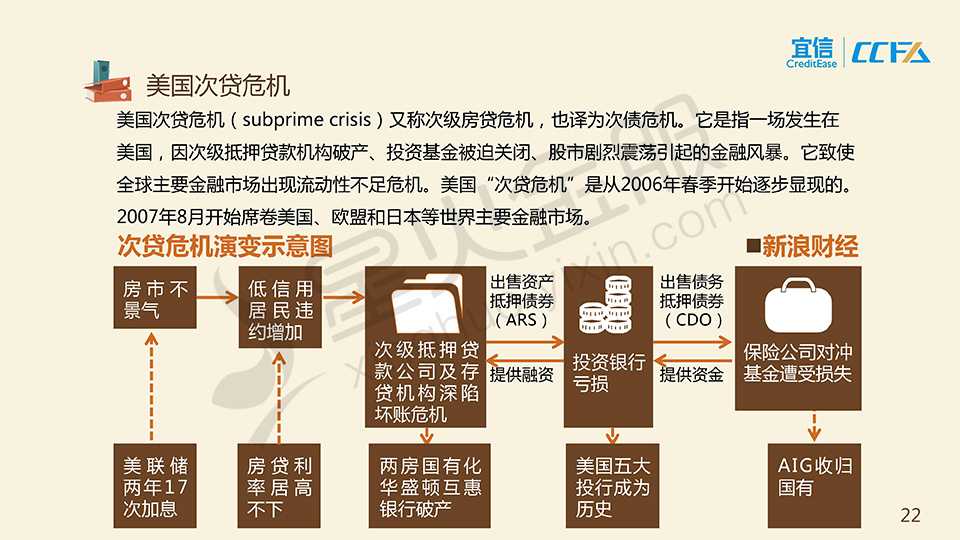 宜信
CreditEase
CCFA
美国次贷危机
美国次贷危机（subprime crisis）又称次级房贷危机，也译为次债危机。它是指一场发生在
美国，因次级抵押贷款机构破产、投资基金被迫关闭、股市剧烈震荡引起的金融风暴。它致使
全球主要金融市场出现流动性不足危机。美国“次贷危机”是从2006年春季开始逐步显现的。
2007年8月开始席卷美国、欧盟和日本等世界主要金融市场。
次贷危机演变示意图
■新浪财经
房市不
景气
低信用
居民违
约增加
次级抵押贷
款公司及存
贷机构深陷
坏账危机
出售资产
抵押债券
（ARS）
提供融资
投资银行
亏损
出售债务
抵押债券
（CDO）
提供资金
保险公司对冲
基金遭受损失
美联储
两年17
次加息
房贷利
率居高
不下
两房国有化
华盛顿互惠
银行破产
美国五大
投行成为
历史
AIG收归
国有
22
星火金服